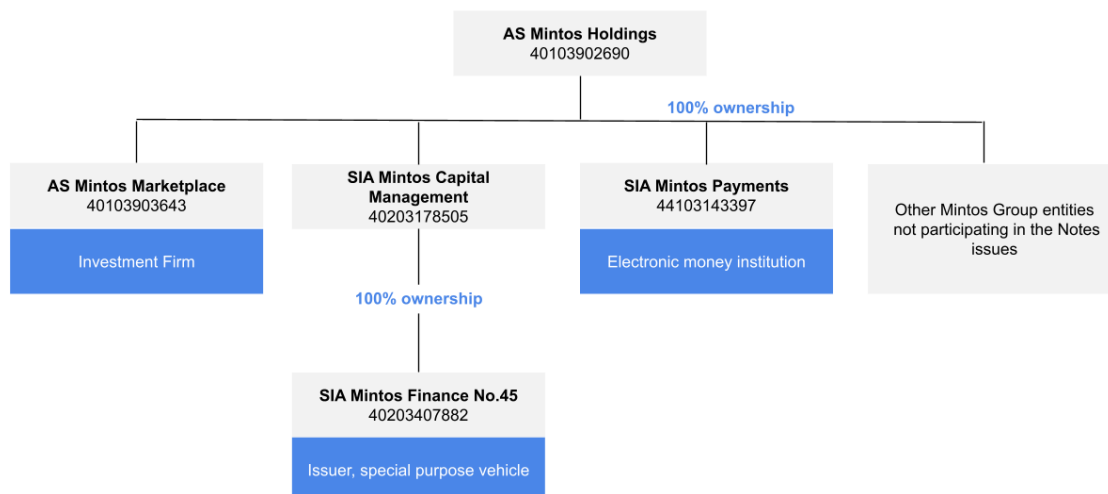 AS Mintos Holdings
40103902690
100% ownership
AS Mintos Marketplace
40103903643
Investment Firm
SIA Mintos Capital
Management
40203178505
SIA Mintos Payments
44103143397
Electronic money institution
Other Mintos Group entities
not participating in the Notes
issues
100% ownership
SIA Mintos Finance No.45
40203407882
Issuer, special purpose vehicle